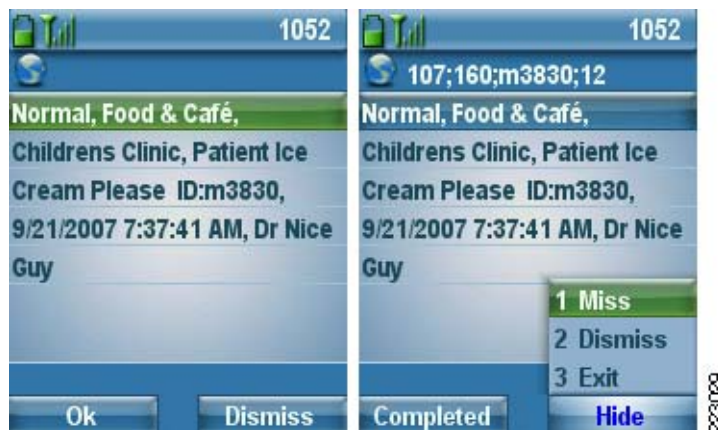 1052
Normal, Food & Café,
Childrens Clinic, Patient Ice
Cream Please ID:m3830,
9/21/2007 7:37:41 AM, Dr Nice
Guy
Ok Dismiss
1052
107;160;m3830;12
Normal, Food & Café,
Childrens Clinic, Patient Ice
Cream Please ID:m3830,
9/21/2007 7:37:41 AM, Dr Nice
Guy
1 Miss
2 Dismiss
3 Exit
Completed Hide